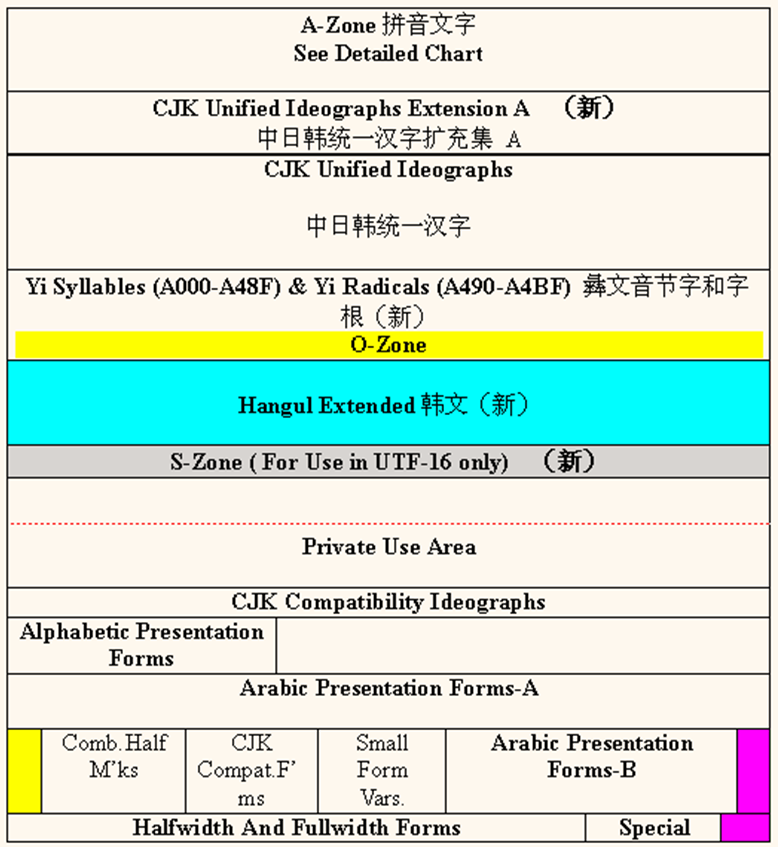 A-Zone 拼音文字
See Detailed Chart
CJK Unified Ideographs Extension A （新）
中日韩统一汉字扩充集 A
CJK Unified Ideographs
中日韩统一汉字
Yi Syllables (A000-A48F) & Yi Radicals (A490-A4BF) 彝文音节字和字
根（新）
O-Zone
Hangul Extended 韩文（新）
S-Zone ( For Use in UTF-16 only) （新）
Private Use Area
CJK Compatibility Ideographs
Alphabetic Presentation
Forms
Arabic Presentation Forms-A
Comb.Half
M’ks
CJK
Compat.F’
ms
Small
Form
Vars.
Arabic Presentation
Forms-B
Halfwidth And Fullwidth Forms
Special